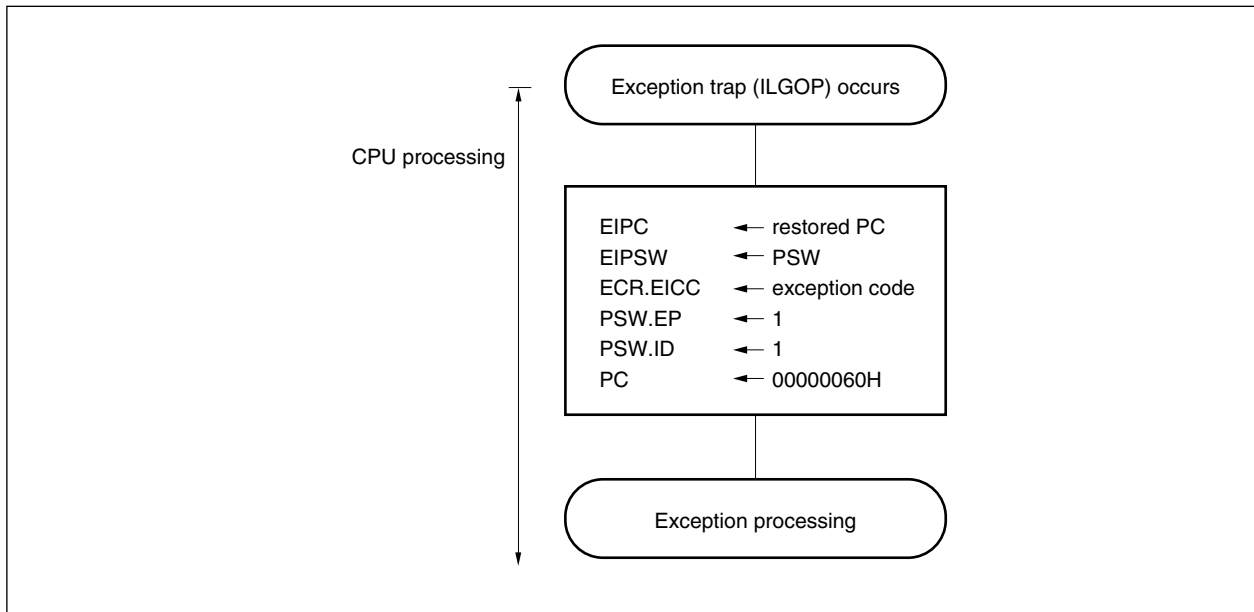 Exception trap (ILGOP) occurs
CPU processing
EIPC ← restored PC
EIPSW ← PSW
ECR.EICC ← exception code
PSW.EP ← 1
PSW.ID ← 1
PC ← 00000060H
Exception processing